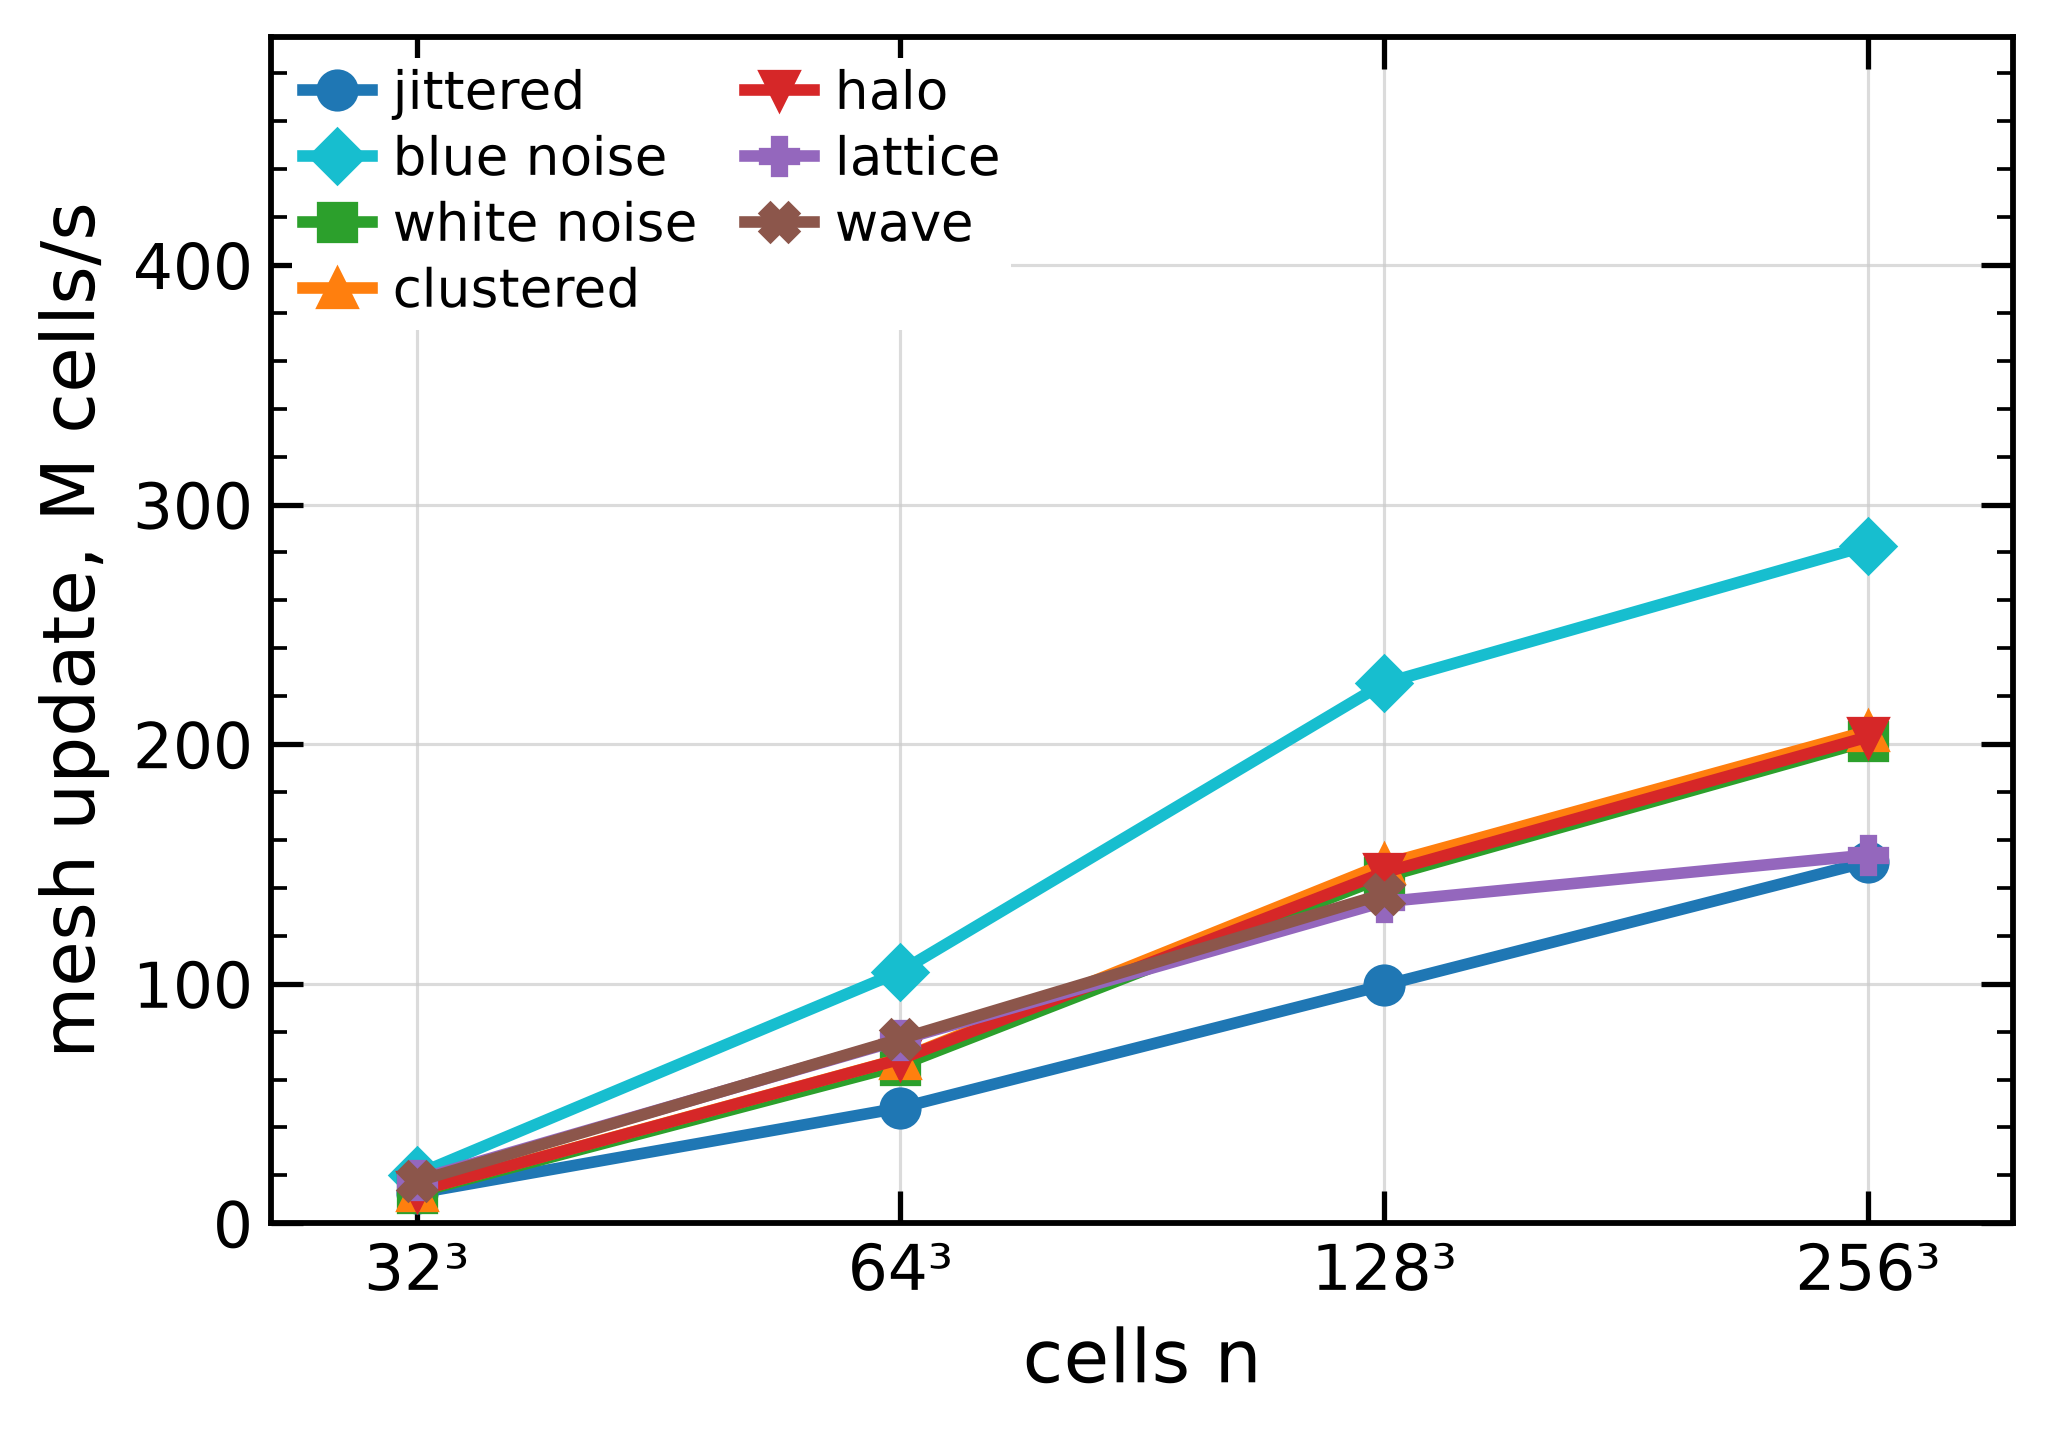 jittered
blue noise
white noise
clustered
halo
lattice
wave
mesh update, M cells/s
400
300
200
100
0
32³
64³
128³
256³
cells n